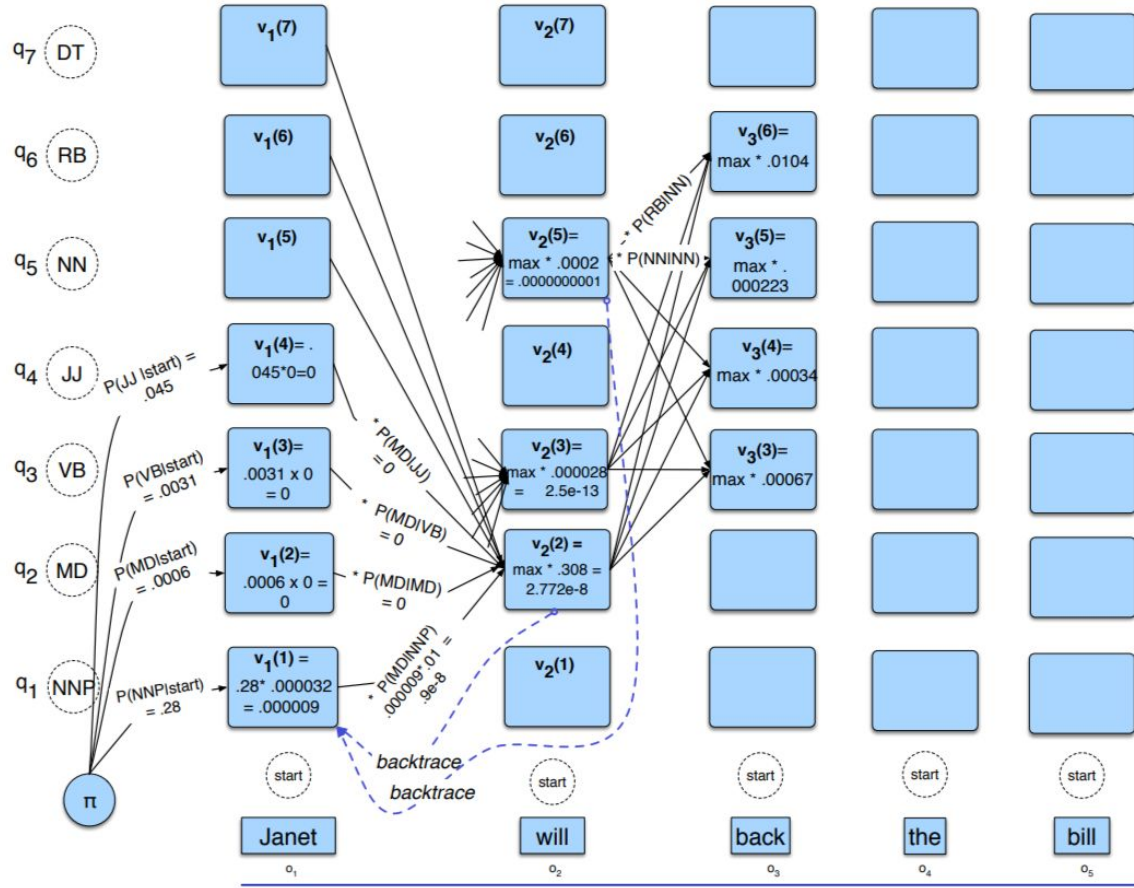 q7 DT
v1(7)
v2(7)
q6 RB
v1(6)
v2(6)
v3(6)=
max * .0104
* P(RB|NN)
q5 NN
v1(5)
v2(5)=
max * .0002
= .0000000001
* P(NN|NN)
v3(5)=
max * .
000223
q4 JJ
P(JJ |start) =
.045
v1(4)= .
045*0=0
* P(MD|JJ)
= 0
v2(4)
v3(4)=
max * .00034
q3 VB
P(VB|start)
= .0031
v1(3)=
.0031 x 0
= 0
* P(MD|VB)
= 0
v2(3)=
max * .000028
= 2.5e-13
v3(3)=
max * .00067
q2 MD
P(MD|start)
= .0006
v1(2)=
.0006 x 0 =
0
* P(MD|MD)
= 0
v2(2) =
max * .308 =
2.772e-8
q1 NNP
P(NNP|start)
= .28
v1(1) =
.28* .000032
= .000009
* P(MD|NNP)
.000009*.01 =
.9e-8
v2(1)
backtrace
backtrace
π
start
start
start
start
start
Janet
will
back
the
bill
o1
o2
o3
o4
o5